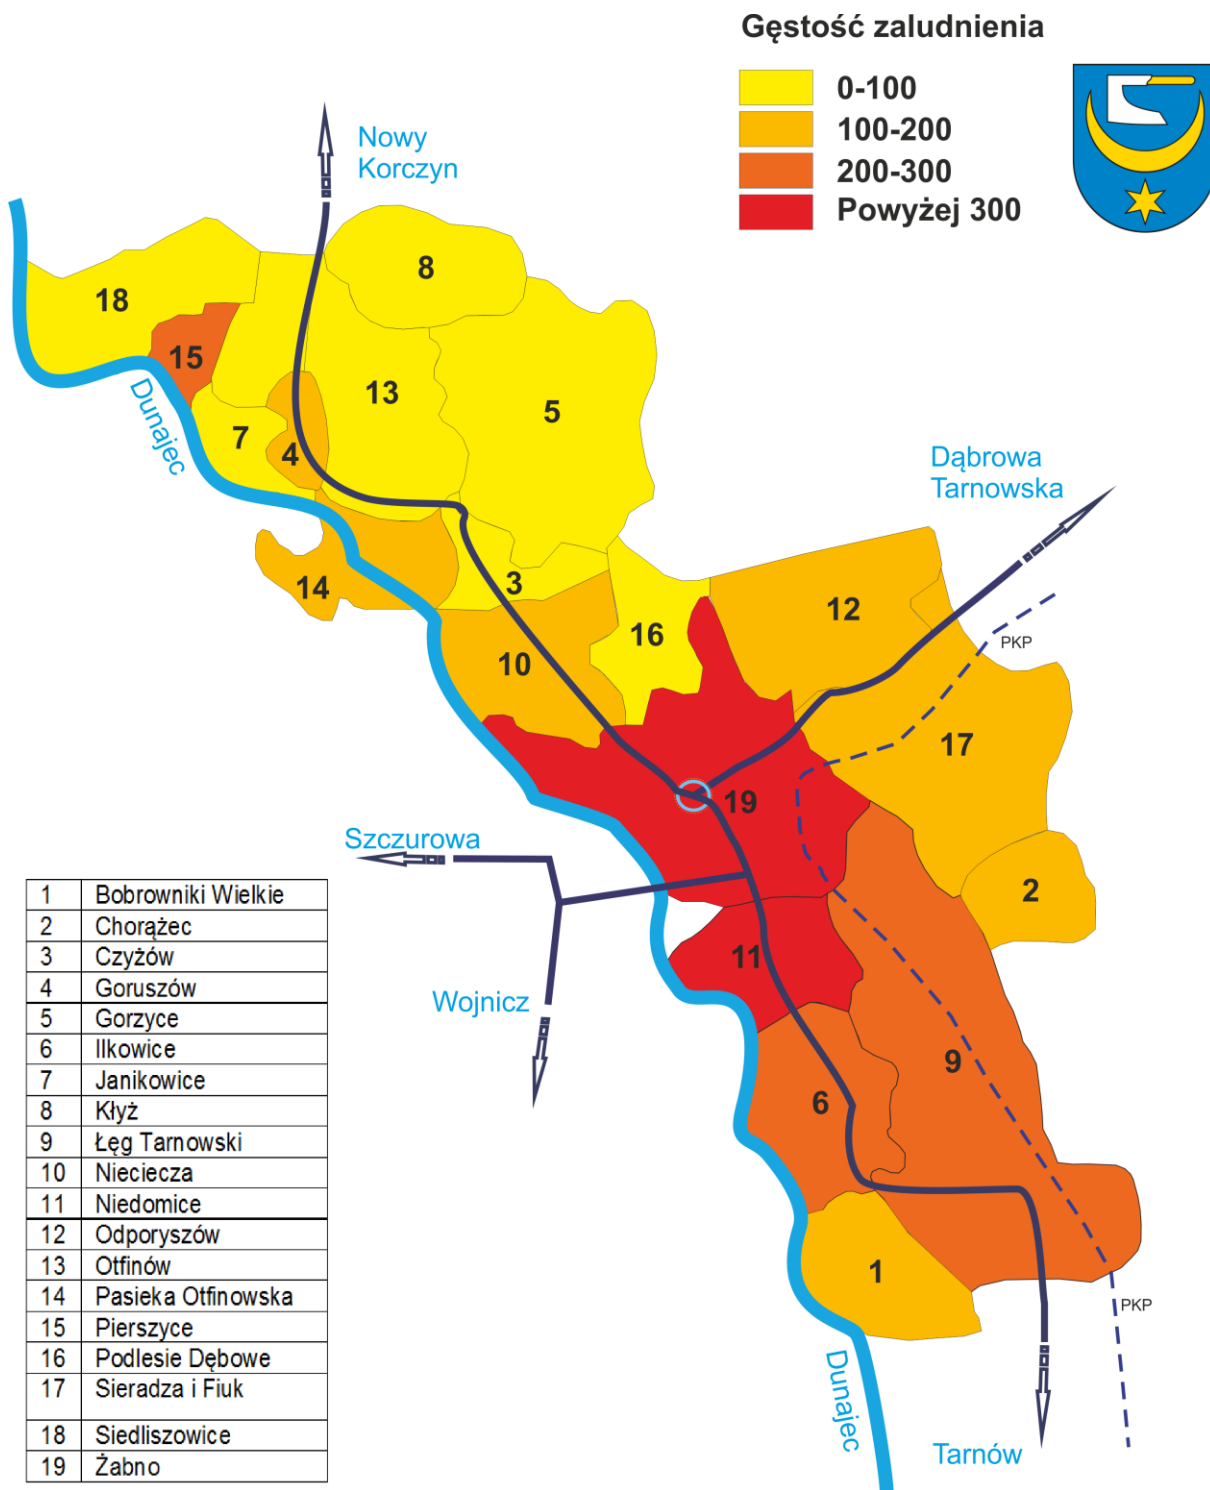 Gęstość zaludnienia
0-100
100-200
200-300
Powyżej 300
Nowy
Korczyn
8
18
15
13
5
7
4
Dunajec
Dąbrowa
Tarnowska
14
3
12
16
10
PKP
17
19
Szczurowa
2
11
Wojnicz
9
6
1
PKP
Dunajec
Tarnów
1 Bobrowniki Wielkie
2 Chorążec
3 Czyżów
4 Goruszów
5 Gorzyce
6 Ilkowice
7 Janikowice
8 Kłyż
9 Łęg Tarnowski
10 Nieciecza
11 Niedomice
12 Odporyszów
13 Otfinów
14 Pasieka Otfinowska
15 Pierszyce
16 Podlesie Dębowe
17 Sieradza i Fiuk
18 Siedliszowice
19 Żabno